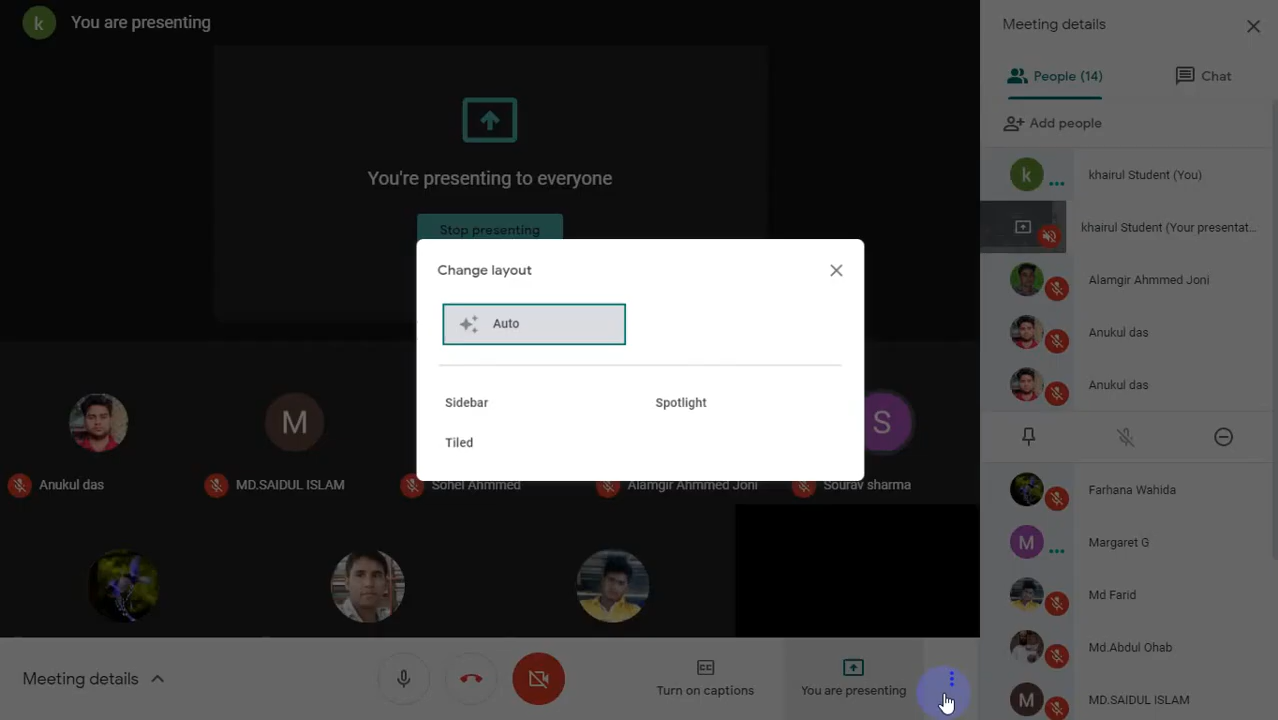 k You are presenting
You're presenting to everyone
Stop presenting
Change layout
Auto
Sidebar Spotlight
Tiled
M S
Anukul das MD.SAIDUL ISLAM Sohel Ahmmed Alamgir Ahmmed Joni Sourav sharma
Meeting details
CC
Turn on captions
You are presenting
Meeting details
People (14) Chat
Add people
k khairul Student (You)
khairul Student (Your presentat...
Alamgir Ahmmed Joni
Anukul das
Anukul das
Farhana Wahida
M Margaret G
Md Farid
Md.Abdul Ohab
M MD.SAIDUL ISLAM